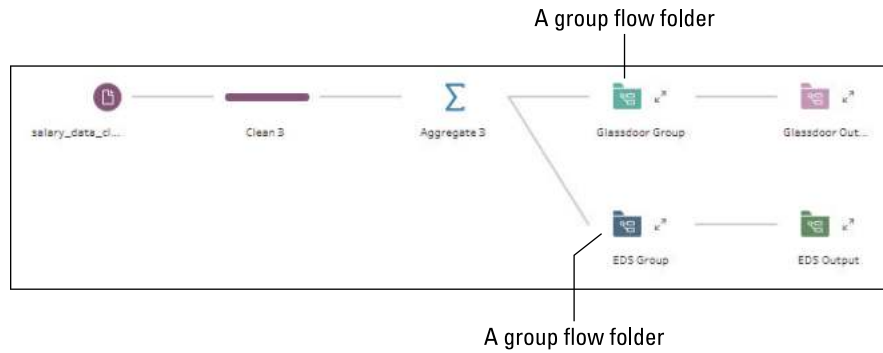 A group flow folder
salary_data_cl...
Clean 3
Aggregate 3
Glassdoor Group
Glassdoor Out...
EDS Group
EDS Output
A group flow folder